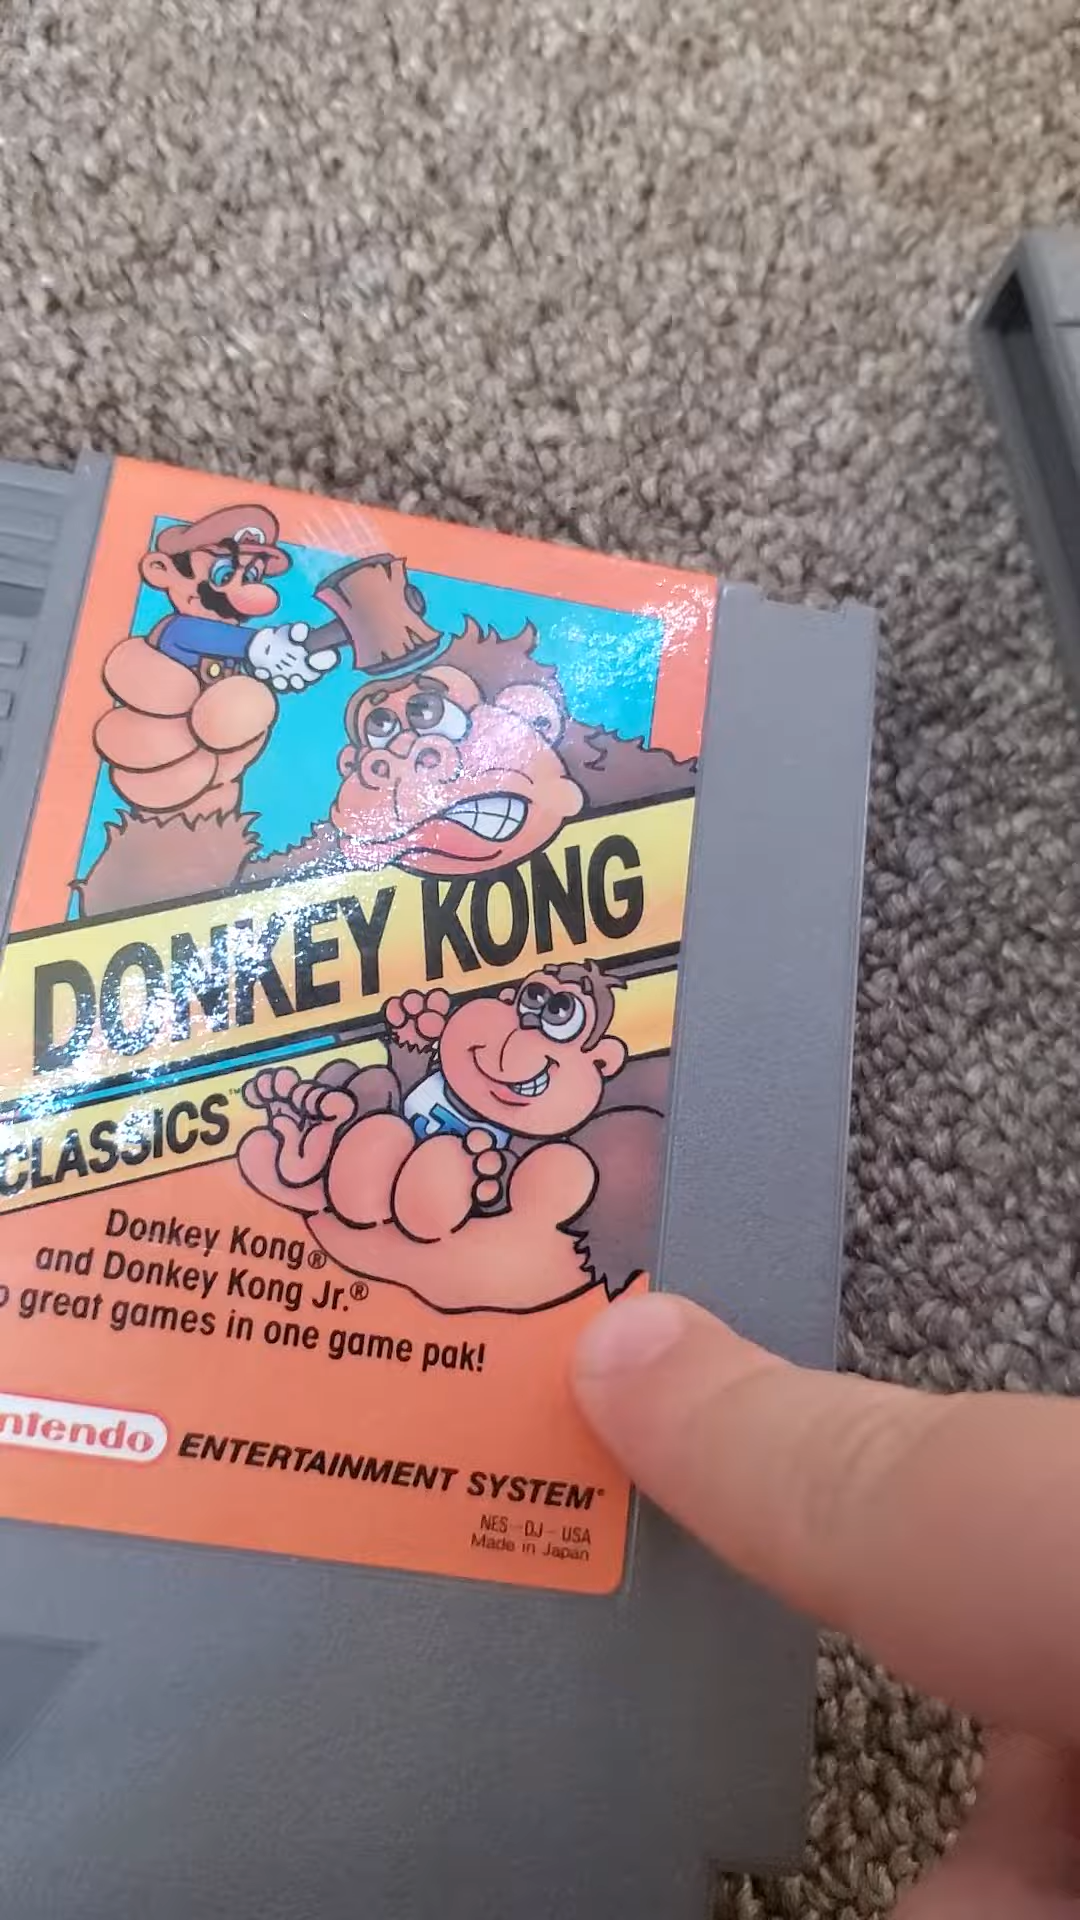 M
DONKEY KONG
CLASSICS™
Donkey Kong®
and Donkey Kong Jr.®
great games in one game pak!
ntendo ENTERTAINMENT SYSTEM
NES-DJ-USA
Made in Japan